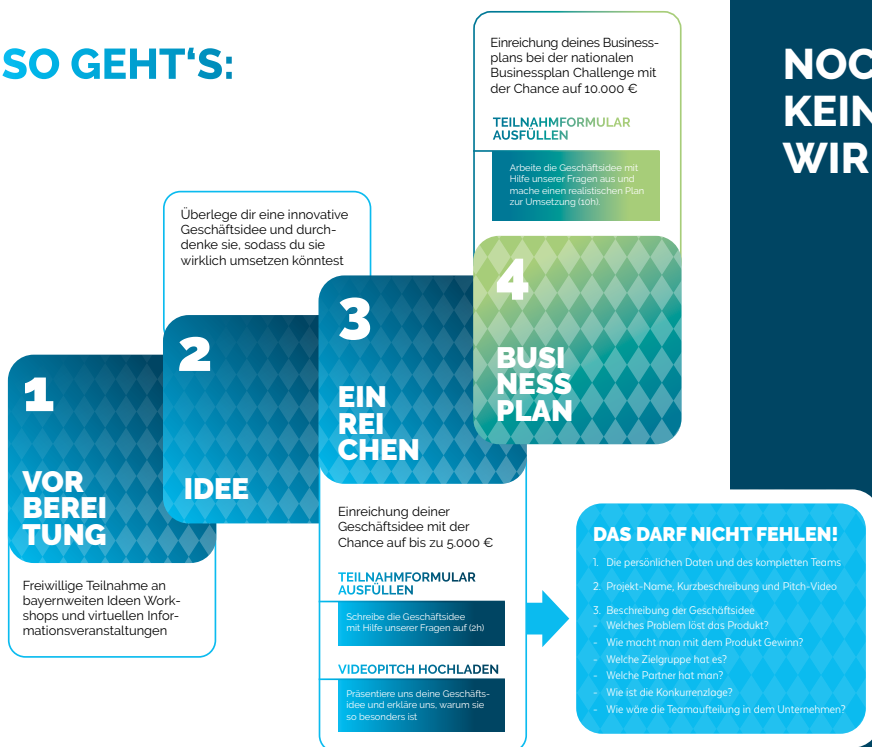 SO GEHT'S:
1
VOR
BEREI
TUNG
Freiwillige Teilnahme an
bayernweiten Ideen Work-
shops und virtuellen Infor-
mationsveranstaltungen
Überlege dir eine innovative
Geschäftsidee und durch-
denke sie, sodass du sie
wirklich umsetzen könntest
2
IDEE
3
EIN
REI
CHEN
Einreichung deiner
Geschäftsidee mit der
Chance auf bis zu 5.000 €
TEILNAHMFORMULAR
AUSFÜLLEN
Schreibe die Geschäftsidee
mit Hilfe unserer Fragen auf (2h)
VIDEOPITCH HOCHLADEN
Präsentiere uns deine Geschäfts-
idee und erkläre uns, warum sie
so besonders ist
Einreichung deines Business-
plans bei der nationalen
Businessplan Challenge mit
der Chance auf 10.000 €
TEILNAHMFORMULAR
AUSFÜLLEN
Arbeite die Geschäftsidee mit
Hilfe unserer Fragen aus und
mache einen realistischen Plan
zur Umsetzung (10h).
4
BUSI
NESS
PLAN
DAS DARF NICHT FEHLEN!
1. Die persönlichen Daten und des kompletten Teams
2. Projekt-Name, Kurzbeschreibung und Pitch-Video
3. Beschreibung der Geschäftsidee
- Welches Problem löst das Produkt?
- Wie macht man mit dem Produkt Gewinn?
- Welche Zielgruppe hat es?
- Welche Partner hat man?
- Wie ist die Konkurrenzlage?
- Wie wäre die Teamaufteilung in dem Unternehmen?
NOC
KEIN
WIR